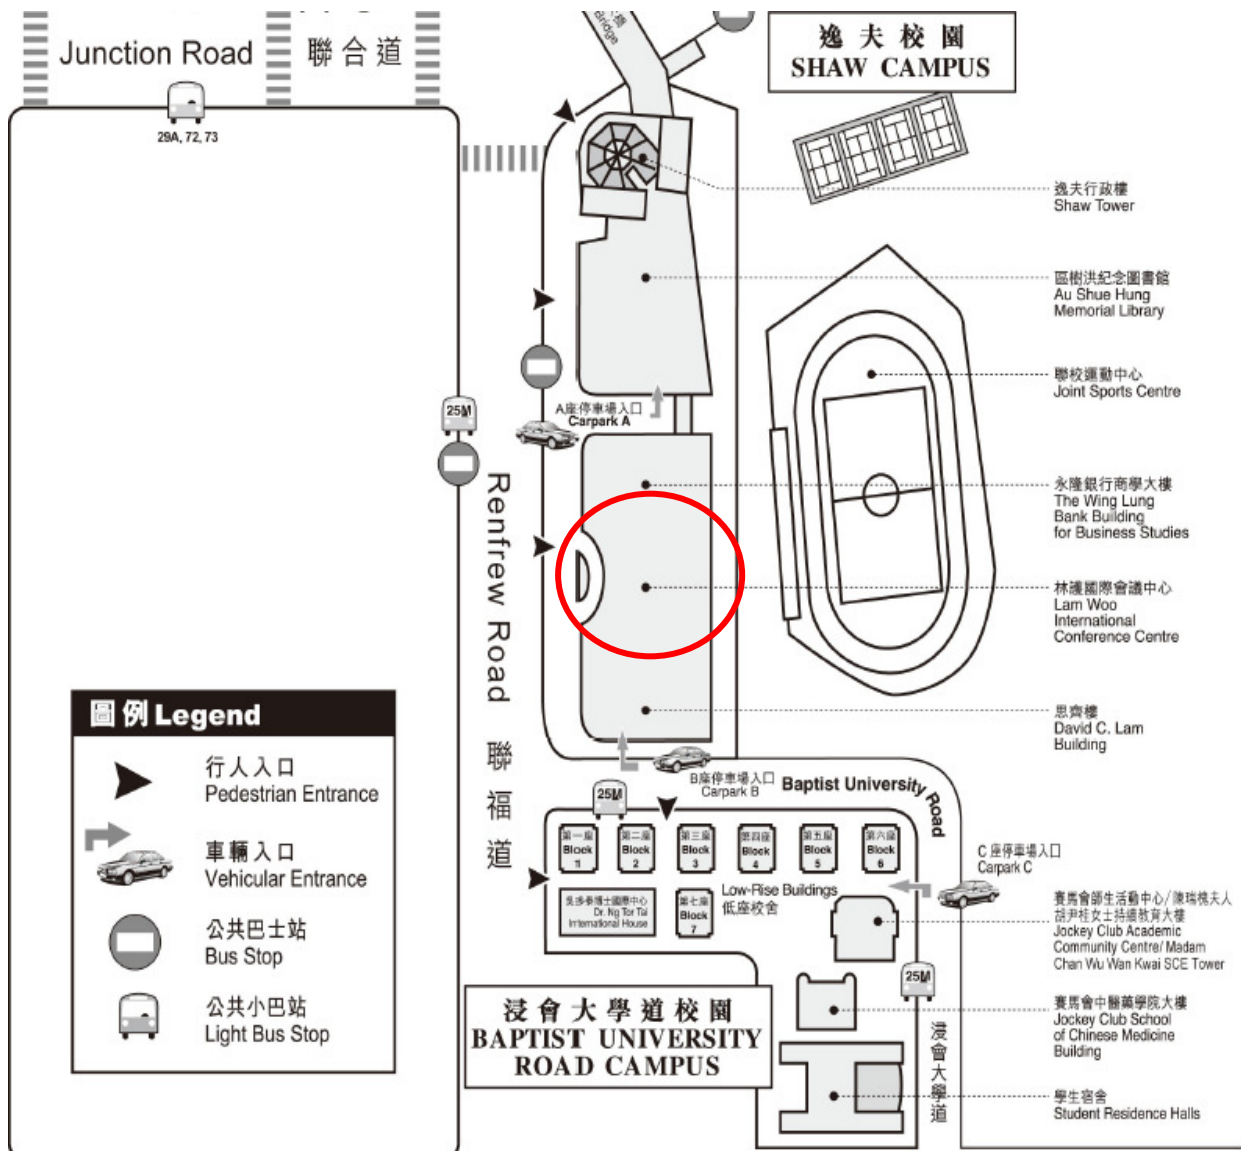 Junction Road 聯合道
29A, 72, 73
橋
Bridge
逸夫校園
SHAW CAMPUS
逸夫行政樓
Shaw Tower
區樹洪紀念圖書館
Au Shue Hung
Memorial Library
聯校運動中心
Joint Sports Centre
A座停車場入口
Carpark A
25M
永隆銀行商學大樓
The Wing Lung
Bank Building
for Business Studies
Renfrew Road 聯福道
林護國際會議中心
Lam Woo
International
Conference Centre
思齊樓
David C. Lam
Building
圖例 Legend
行人入口
Pedestrian Entrance
車輛入口
Vehicular Entrance
公共巴士站
Bus Stop
公共小巴站
Light Bus Stop
B座停車場入口
Carpark B
Baptist University Road
25M
第一座
Block
1
第二座
Block
2
第三座
Block
3
第四座
Block
4
第五座
Block
5
第六座
Block
6
C座停車場入口
Carpark C
吳多泰博士國際中心
Dr. Ng Tor Tai
International House
第七座
Block
7
Low-Rise Buildings
低座校舍
賽馬會師生活動中心/陳瑞槐夫人
胡尹桂女士持續教育大樓
Jockey Club Academic
Community Centre/ Madam
Chan Wu Wan Kwai SCE Tower
25M
浸會大學道校園
BAPTIST UNIVERSITY
ROAD CAMPUS
賽馬會中醫藥學院大樓
Jockey Club School
of Chinese Medicine
Building
浸會大學道
學生宿舍
Student Residence Halls